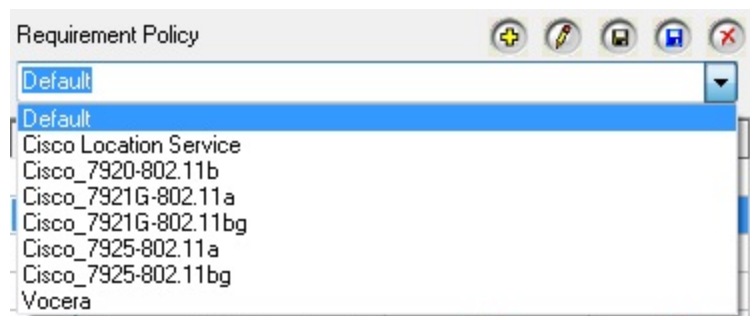 Requirement Policy
Default
Default
Cisco Location Service
Cisco_7920-802.11b
Cisco_7921G-802.11a
Cisco_7921G-802.11bg
Cisco_7925-802.11a
Cisco_7925-802.11bg
Vocera